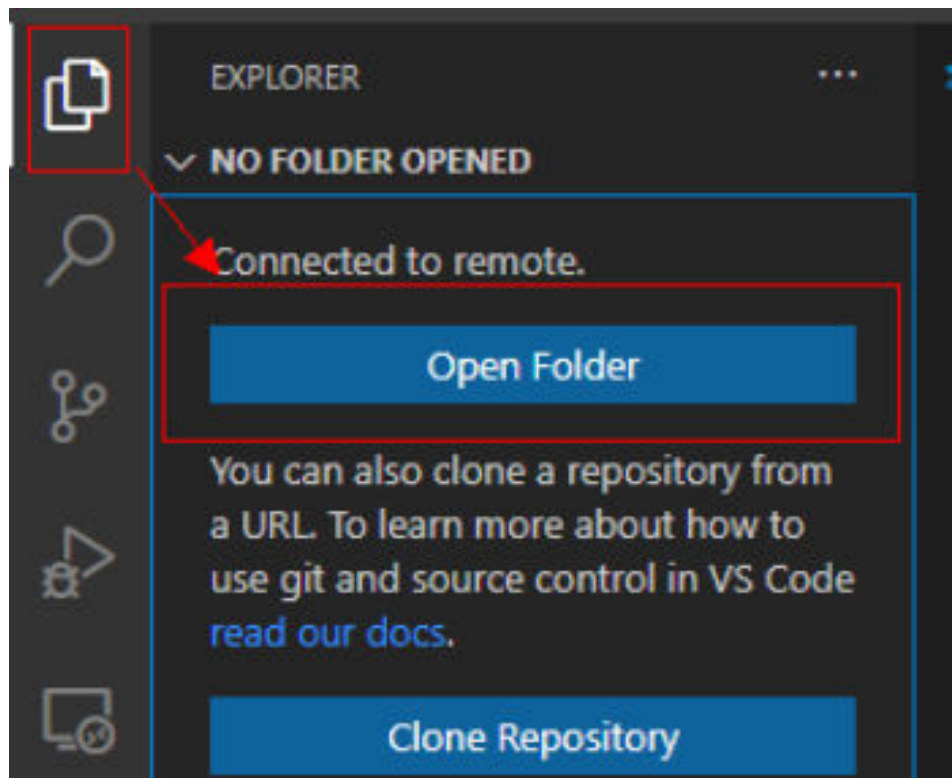 EXPLORER
NO FOLDER OPENED
Connected to remote.
Open Folder
You can also clone a repository from
a URL. To learn more about how to
use git and source control in VS Code
read our docs.
Clone Repository